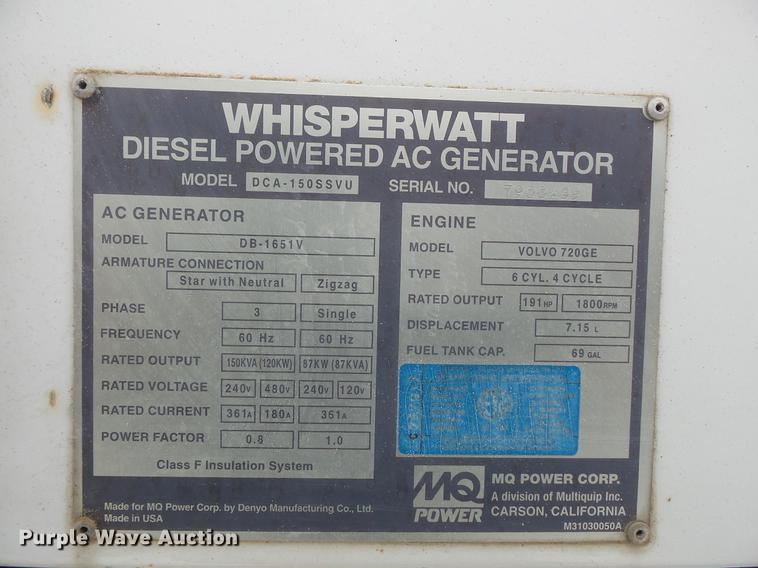 WHISPERWATT
DIESEL POWERED AC GENERATOR
MODEL DCA-150SSVU SERIAL NO.
AC GENERATOR
MODEL DB-1651V
ARMATURE CONNECTION
Star with Neutral Zigzag
PHASE 3 Single
FREQUENCY 60 Hz 60 Hz
RATED OUTPUT 150KVA (120KW) 87KW (87KVA)
RATED VOLTAGE 240V 480V 240V 120V
RATED CURRENT 361A 180A 361A
POWER FACTOR 0.8 1.0
Class F Insulation System
ENGINE
MODEL VOLVO 720GE
TYPE 6 CYL. 4 CYCLE
RATED OUTPUT 191HP 1800RPM
DISPLACEMENT 7.15 L
FUEL TANK CAP. 69 GAL
MQ
POWER
MQ POWER CORP.
A division of Multiquip Inc.
CARSON, CALIFORNIA
M31030050A
Made for MQ Power Corp. by Denyo Manufacturing Co., Ltd.
Made in USA
Purple Wave Auction